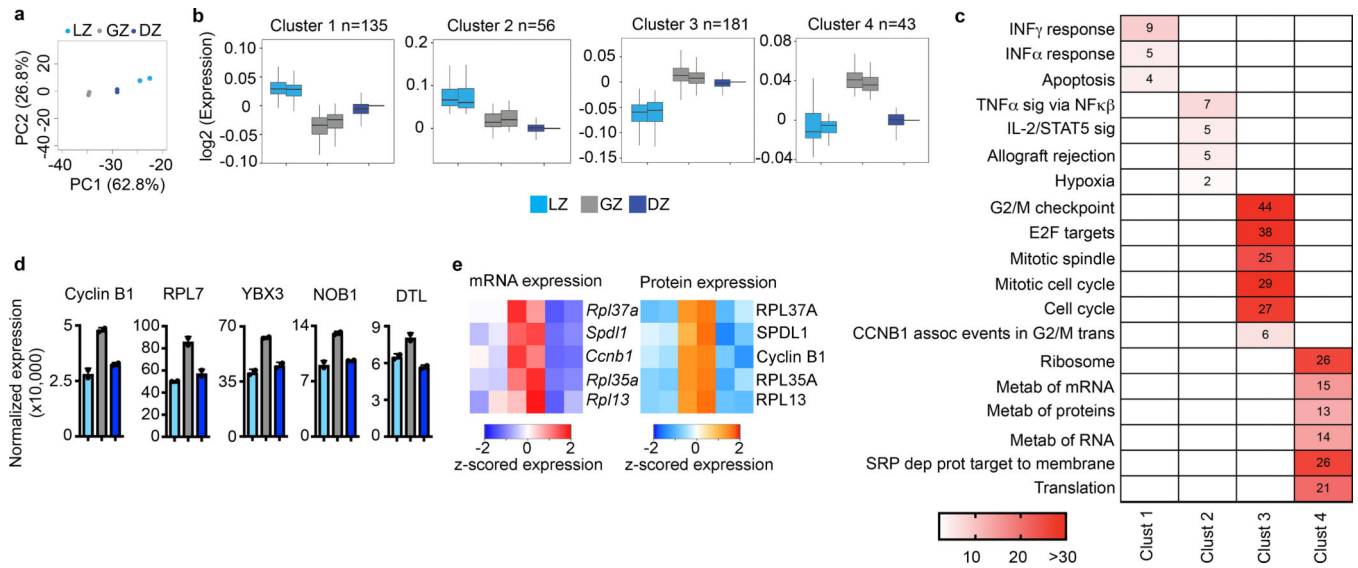 a
LZ GZ DZ
PC2 (26.8%)
20
0
-20
-40
-40 -30 -20
PC1 (62.8%)
b
log2 (Expression)
Cluster 1 n=135
0.10
0.05
0
-0.05
-0.10
Cluster 2 n=56
0.2
0.1
0
Cluster 3 n=181
0.10
0.05
0
-0.05
-0.10
-0.15
Cluster 4 n=43
0.08
0.04
0
-0.04
LZ GZ DZ
c
INFγ response 9
INFα response 5
Apoptosis 4
TNFα sig via NFκβ 7
IL-2/STAT5 sig 5
Allograft rejection 5
Hypoxia 2
G2/M checkpoint 44
E2F targets 38
Mitotic spindle 25
Mitotic cell cycle 29
Cell cycle 27
CCNB1 assoc events in G2/M trans 6
Ribosome 26
Metab of mRNA 15
Metab of proteins 13
Metab of RNA 14
SRP dep prot target to membrane 26
Translation 21
Clust 1
Clust 2
Clust 3
Clust 4
10 20 >30
d
Normalized expression
(x10,000)
Cyclin B1
5
2.5
0
RPL7
100
80
60
40
20
0
YBX3
70
35
0
NOB1
14
7
0
DTL
9
6
3
0
e
mRNA expression
Protein expression
Rpl37a RPL37A
Spdl1 SPDL1
Ccnb1 Cyclin B1
Rpl35a RPL35A
Rpl13 RPL13
-2 0 2
z-scored expression
-2 0 2
z-scored expression